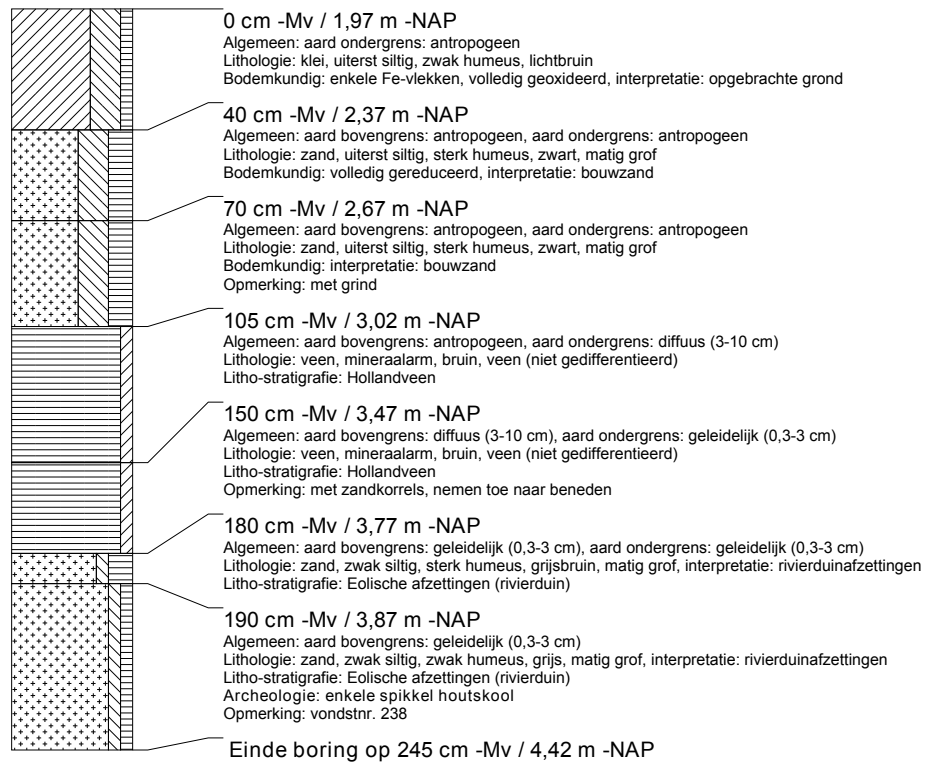 0 cm -Mv / 1,97 m -NAP
Algemeen: aard ondergrens: antropogeen
Lithologie: klei, uiterst siltig, zwak humeus, lichtbruin
Bodemkundig: enkele Fe-vlekken, volledig geoxideerd, interpretatie: opgebrachte grond
40 cm -Mv / 2,37 m -NAP
Algemeen: aard bovengrens: antropogeen, aard ondergrens: antropogeen
Lithologie: zand, uiterst siltig, sterk humeus, zwart, matig grof
Bodemkundig: volledig gereduceerd, interpretatie: bouwzand
70 cm -Mv / 2,67 m -NAP
Algemeen: aard bovengrens: antropogeen, aard ondergrens: antropogeen
Lithologie: zand, uiterst siltig, sterk humeus, zwart, matig grof
Bodemkundig: interpretatie: bouwzand
Opmerking: met grind
105 cm -Mv / 3,02 m -NAP
Algemeen: aard bovengrens: antropogeen, aard ondergrens: diffuus (3-10 cm)
Lithologie: veen, mineraalarm, bruin, veen (niet gedifferentieerd)
Litho-stratigrafie: Hollandveen
150 cm -Mv / 3,47 m -NAP
Algemeen: aard bovengrens: diffuus (3-10 cm), aard ondergrens: geleidelijk (0,3-3 cm)
Lithologie: veen, mineraalarm, bruin, veen (niet gedifferentieerd)
Litho-stratigrafie: Hollandveen
Opmerking: met zandkorrels, nemen toe naar beneden
180 cm -Mv / 3,77 m -NAP
Algemeen: aard bovengrens: geleidelijk (0,3-3 cm), aard ondergrens: geleidelijk (0,3-3 cm)
Lithologie: zand, zwak siltig, sterk humeus, grijsbruin, matig grof, interpretatie: rivierduinafzettingen
Litho-stratigrafie: Eolische afzettingen (rivierduin)
190 cm -Mv / 3,87 m -NAP
Algemeen: aard bovengrens: geleidelijk (0,3-3 cm)
Lithologie: zand, zwak siltig, zwak humeus, grijs, matig grof, interpretatie: rivierduinafzettingen
Litho-stratigrafie: Eolische afzettingen (rivierduin)
Archeologie: enkele spikkel houtskool
Opmerking: vondstnr. 238
Einde boring op 245 cm -Mv / 4,42 m -NAP